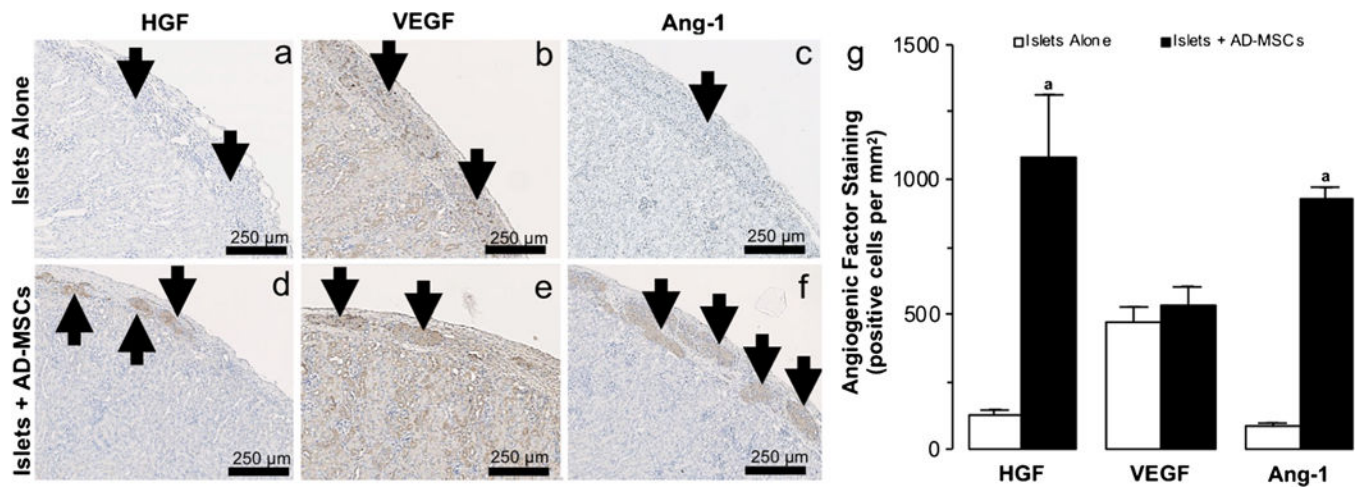 HGF
VEGF
Ang-1
Islets Alone
a
b
c
250 µm
250 µm
250 µm
Islets + AD-MSCs
d
e
f
250 µm
250 µm
250 µm
g
Islets Alone
Islets + AD-MSCs
Angiogenic Factor Staining
(positive cells per mm²)
1500
1000
500
0
a
a
HGF
VEGF
Ang-1